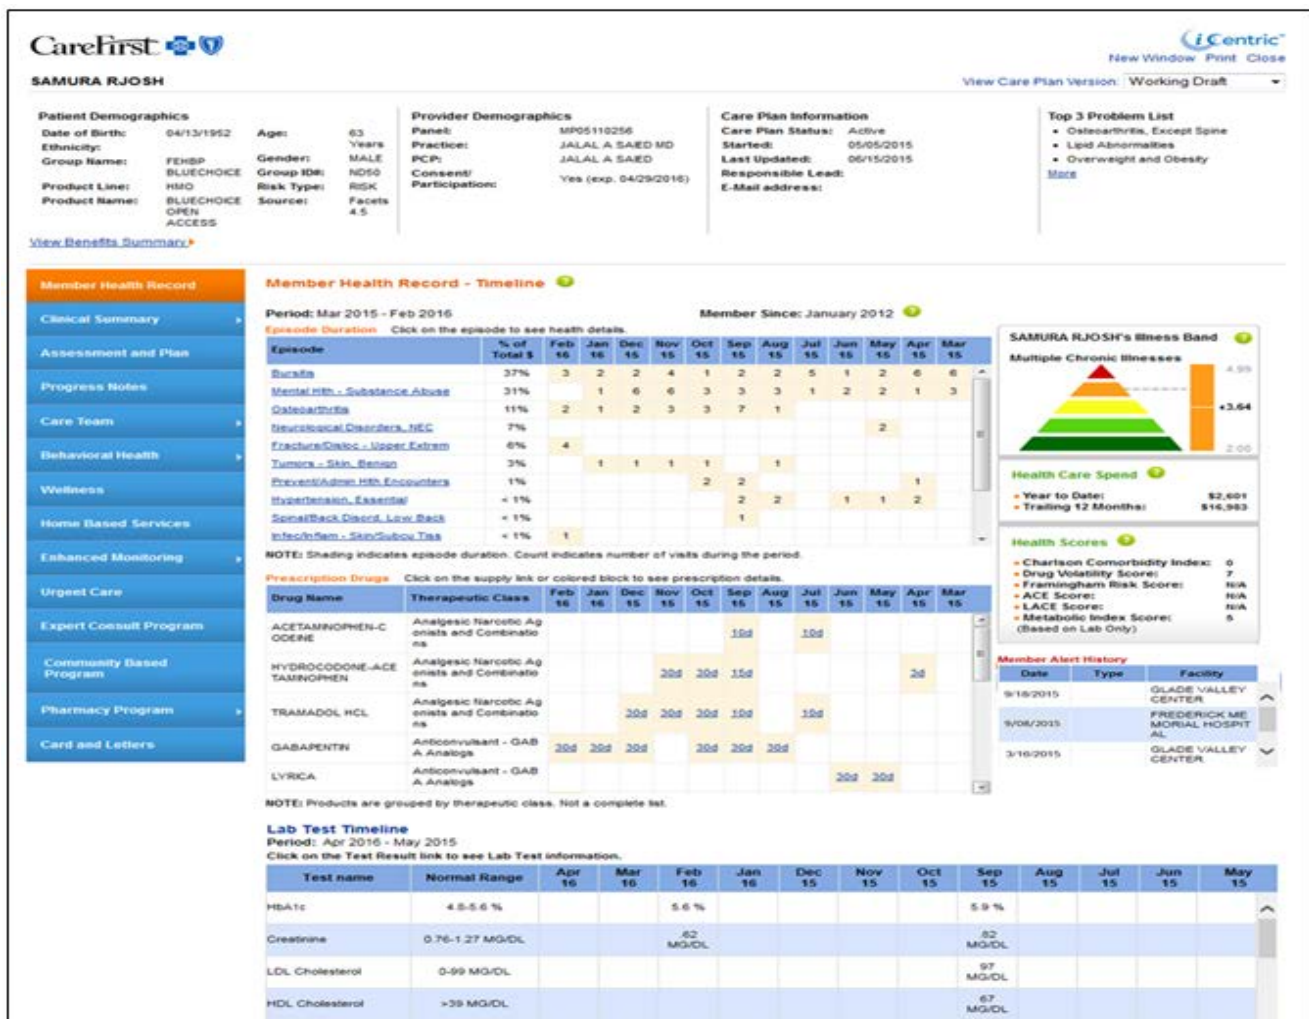 CareFirst
iCentric
New Window Print Close
SAMURA RJOSH
View Care Plan Version: Working Draft
Patient Demographics
Date of Birth: 04/13/1952 Age: 63 Years
Ethnicity:
Group Name: FEHBP BLUECHOICE Gender: MALE
Group ID#: ND50
Product Line: HMO Risk Type: RISK
Product Name: BLUECHOICE OPEN ACCESS Source: Facets 4.5
View Benefits Summary
Provider Demographics
Panel: MP05110256
Practice: JALAL A SAIED MD
PCP: JALAL A SAIED
Consent/Participation: Yes (exp. 04/29/2016)
Care Plan Information
Care Plan Status: Active
Started: 05/05/2015
Last Updated: 06/15/2015
Responsible Lead:
E-Mail address:
Top 3 Problem List
• Osteoarthritis, Except Spine
• Lipid Abnormalities
• Overweight and Obesity
More
Member Health Record
Clinical Summary
Assessment and Plan
Progress Notes
Care Team
Behavioral Health
Wellness
Home Based Services
Enhanced Monitoring
Urgent Care
Expert Consult Program
Community Based Program
Pharmacy Program
Card and Letters
Member Health Record - Timeline ?
Period: Mar 2015 - Feb 2016 Member Since: January 2012 ?
Episode Duration Click on the episode to see health details.
Episode % of Total $ Feb 16 Jan 16 Dec 15 Nov 15 Oct 15 Sep 15 Aug 15 Jul 15 Jun 15 May 15 Apr 15 Mar 15
Bursitis 37% 3 2 2 4 1 2 2 5 1 2 6 6
Mental Hlth - Substance Abuse 31% 1 6 6 3 3 3 1 2 2 1 3
Osteoarthritis 11% 2 1 2 3 3 7 1
Neurological Disorders, NEC 7% 2
Fracture/Disloc - Upper Extrem 6% 4
Tumors - Skin, Benign 3% 1 1 1 1 1
Prevent/Admin Hlth Encounters 1% 2 2 1
Hypertension, Essential < 1% 2 2 1 1 2
Spinal/Back Disord, Low Back < 1% 1
Infec/Inflam - Skin/Subcu Tiss < 1% 1
NOTE: Shading indicates episode duration. Count indicates number of visits during the period.
Prescription Drugs Click on the supply link or colored block to see prescription details.
Drug Name Therapeutic Class Feb 16 Jan 16 Dec 15 Nov 15 Oct 15 Sep 15 Aug 15 Jul 15 Jun 15 May 15 Apr 15 Mar 15
ACETAMINOPHEN-CODEINE Analgesic Narcotic Agonists and Combinations 10d 10d
HYDROCODONE-ACETAMINOPHEN Analgesic Narcotic Agonists and Combinations 30d 30d 15d 3d
TRAMADOL HCL Analgesic Narcotic Agonists and Combinations 30d 30d 30d 10d 10d
GABAPENTIN Anticonvulsant - GABA Analogs 30d 30d 30d 30d 30d 30d
LYRICA Anticonvulsant - GABA Analogs 30d 30d
NOTE: Products are grouped by therapeutic class. Not a complete list.
SAMURA RJOSH's Illness Band ?
Multiple Chronic Illnesses
4.99
3.64
2.00
Health Care Spend ?
Year to Date: $2,601
Trailing 12 Months: $16,983
Health Scores ?
Charlson Comorbidity Index: 0
Drug Volatility Score: 7
Framingham Risk Score: N/A
ACE Score: N/A
LACE Score: N/A
Metabolic Index Score: 5
(Based on Lab Only)
Member Alert History
Date Type Facility
9/18/2015 GLADE VALLEY CENTER
9/08/2015 FREDERICK MEMORIAL HOSPITAL
3/16/2015 GLADE VALLEY CENTER
Lab Test Timeline
Period: Apr 2016 - May 2015
Click on the Test Result link to see Lab Test information.
Test name Normal Range Apr 16 Mar 16 Feb 16 Jan 16 Dec 15 Nov 15 Oct 15 Sep 15 Aug 15 Jul 15 Jun 15 May 15
HbA1c 4.8-5.6 % 5.6 % 5.9 %
Creatinine 0.76-1.27 MG/DL .62 MG/DL .82 MG/DL
LDL Cholesterol 0-99 MG/DL 97 MG/DL
HDL Cholesterol >39 MG/DL 67 MG/DL